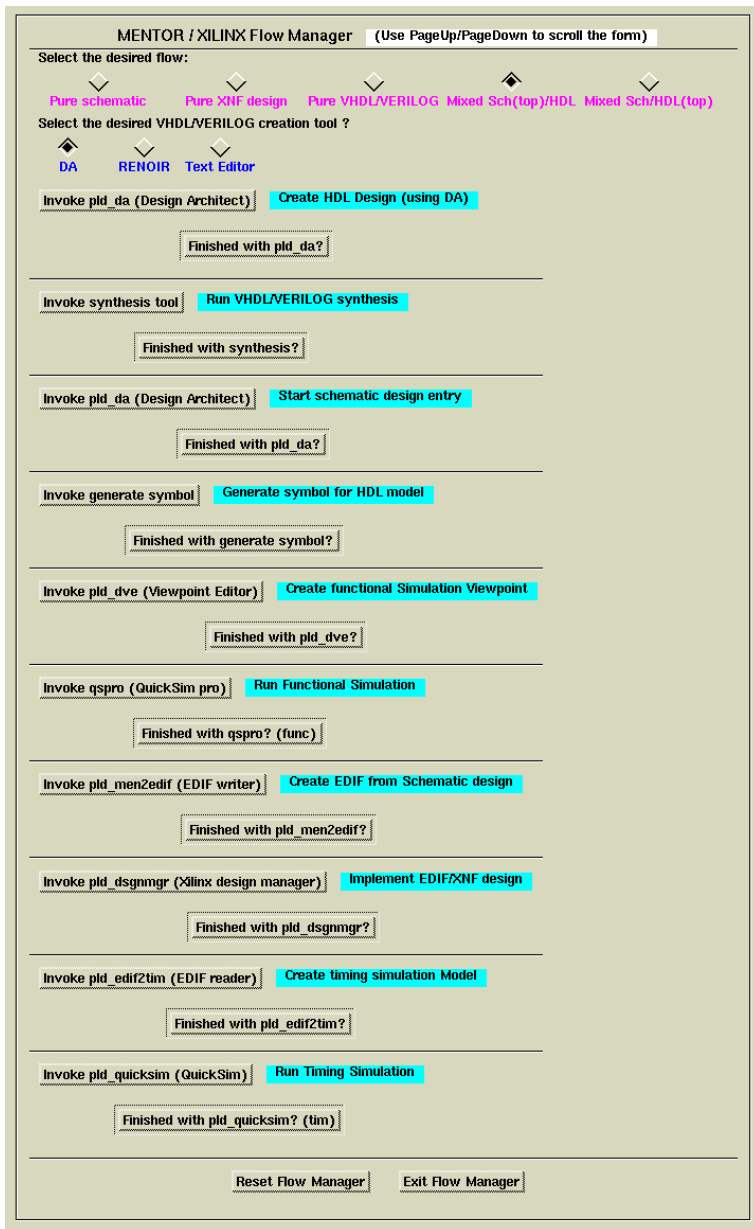 MENTOR / XILINX Flow Manager (Use PageUp/PageDown to scroll the form)
Select the desired flow:
Pure schematic Pure XNF design Pure VHDL/VERILOG Mixed Sch(top)/HDL Mixed Sch/HDL(top)
Select the desired VHDL/VERILOG creation tool ?
DA RENOIR Text Editor
Invoke pld_da (Design Architect) Create HDL Design (using DA)
Finished with pld_da?
Invoke synthesis tool Run VHDL/VERILOG synthesis
Finished with synthesis?
Invoke pld_da (Design Architect) Start schematic design entry
Finished with pld_da?
Invoke generate symbol Generate symbol for HDL model
Finished with generate symbol?
Invoke pld_dve (Viewpoint Editor) Create functional Simulation Viewpoint
Finished with pld_dve?
Invoke qspro (QuickSim pro) Run Functional Simulation
Finished with qspro? (func)
Invoke pld_men2edif (EDIF writer) Create EDIF from Schematic design
Finished with pld_men2edif?
Invoke pld_dsgnmgr (Xilinx design manager) Implement EDIF/XNF design
Finished with pld_dsgnmgr?
Invoke pld_edif2tim (EDIF reader) Create timing simulation Model
Finished with pld_edif2tim?
Invoke pld_quicksim (QuickSim) Run Timing Simulation
Finished with pld_quicksim? (tim)
Reset Flow Manager Exit Flow Manager